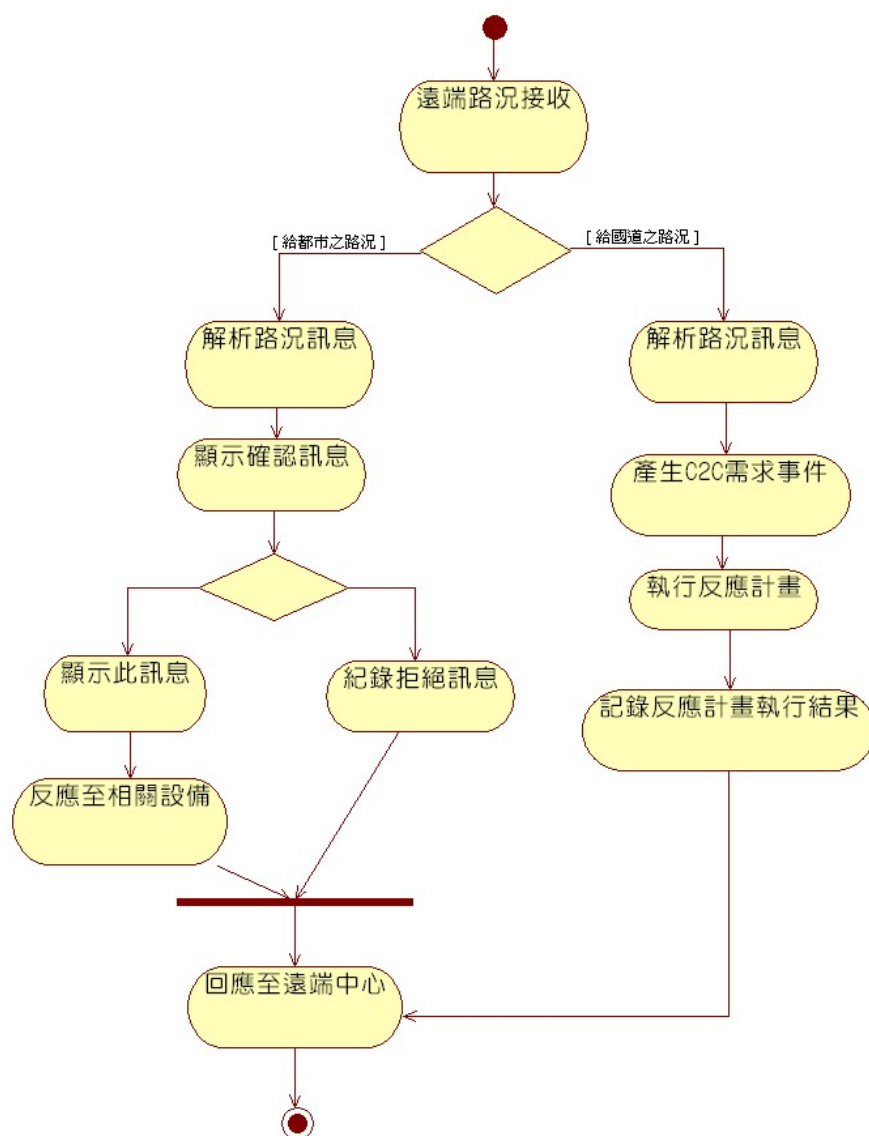 遠端路況接收
[ 給都市之路況 ]
[ 給國道之路況 ]
解析路況訊息
解析路況訊息
顯示確認訊息
產生C2C需求事件
執行反應計畫
顯示此訊息
紀錄拒絕訊息
記錄反應計畫執行結果
反應至相關設備
回應至遠端中心